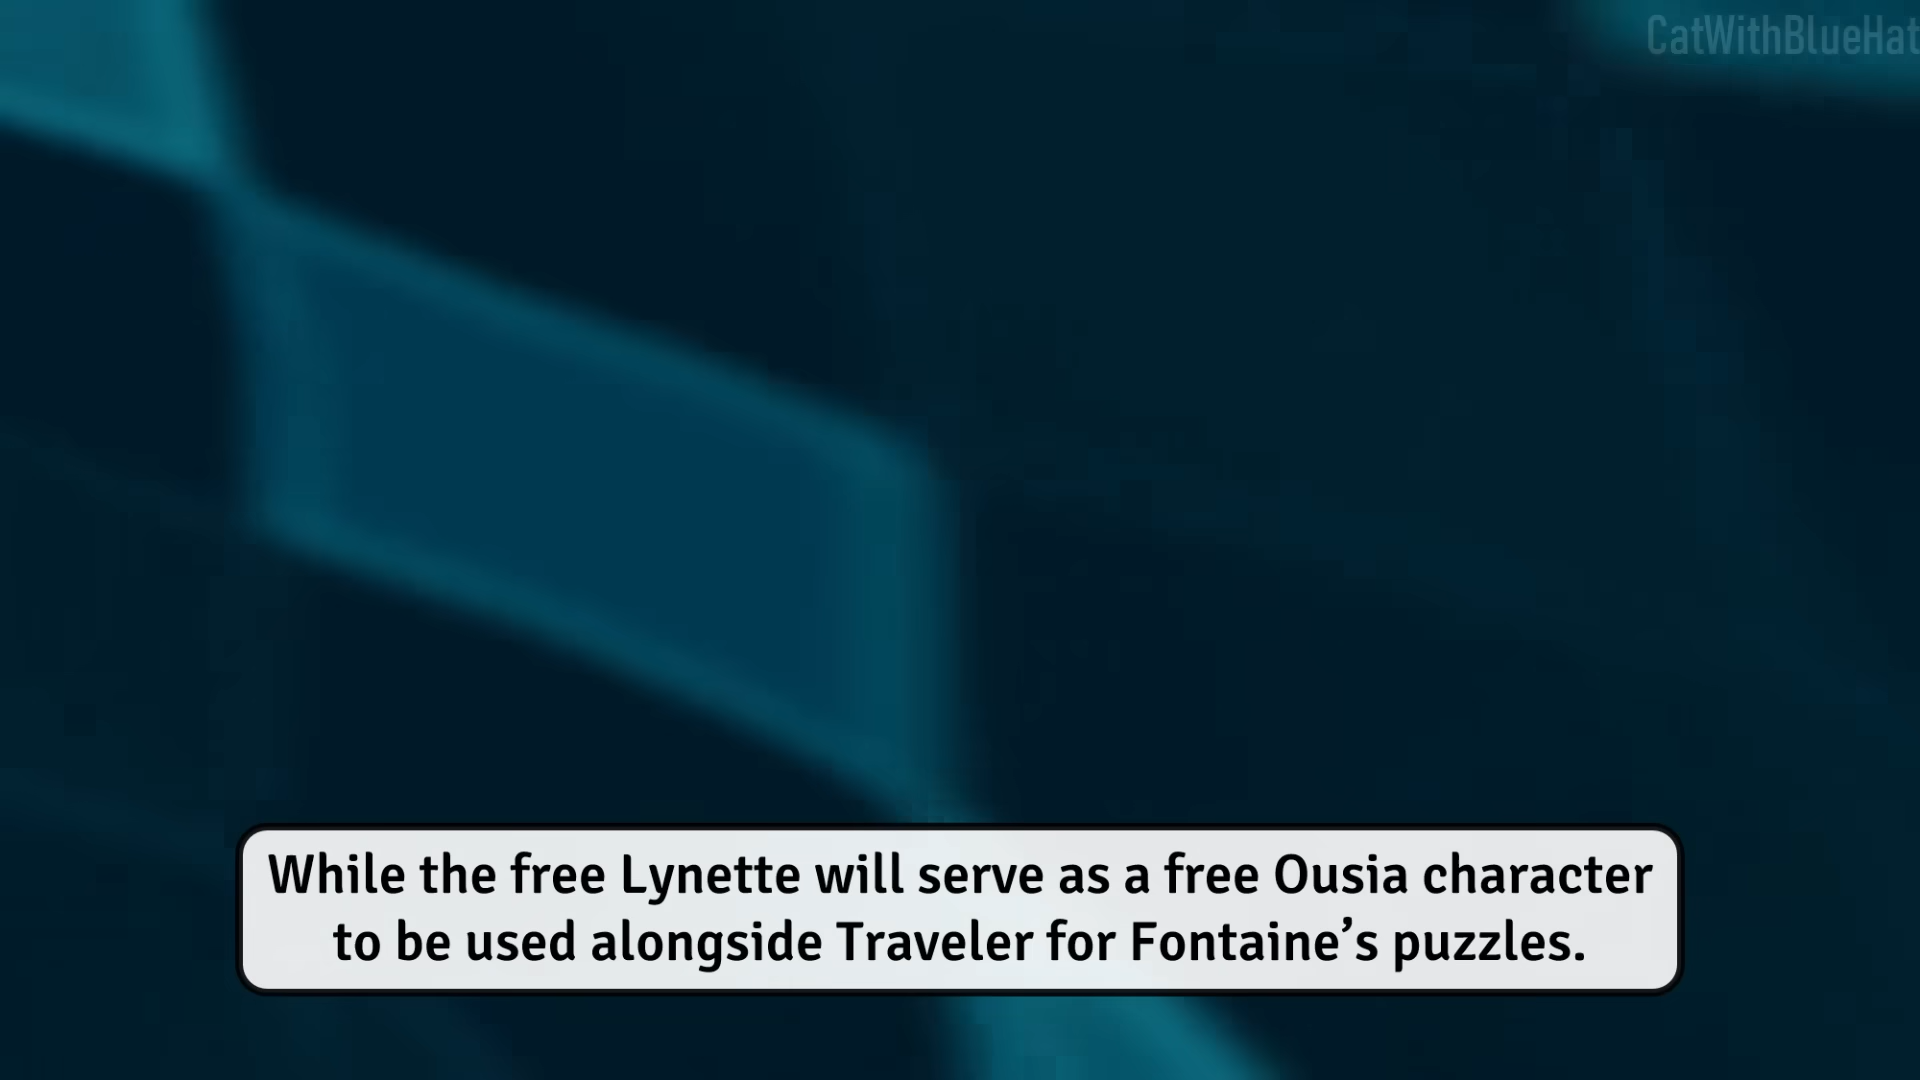 CatWithBlueHat
While the free Lynette will serve as a free Ousia character
to be used alongside Traveler for Fontaine’s puzzles.